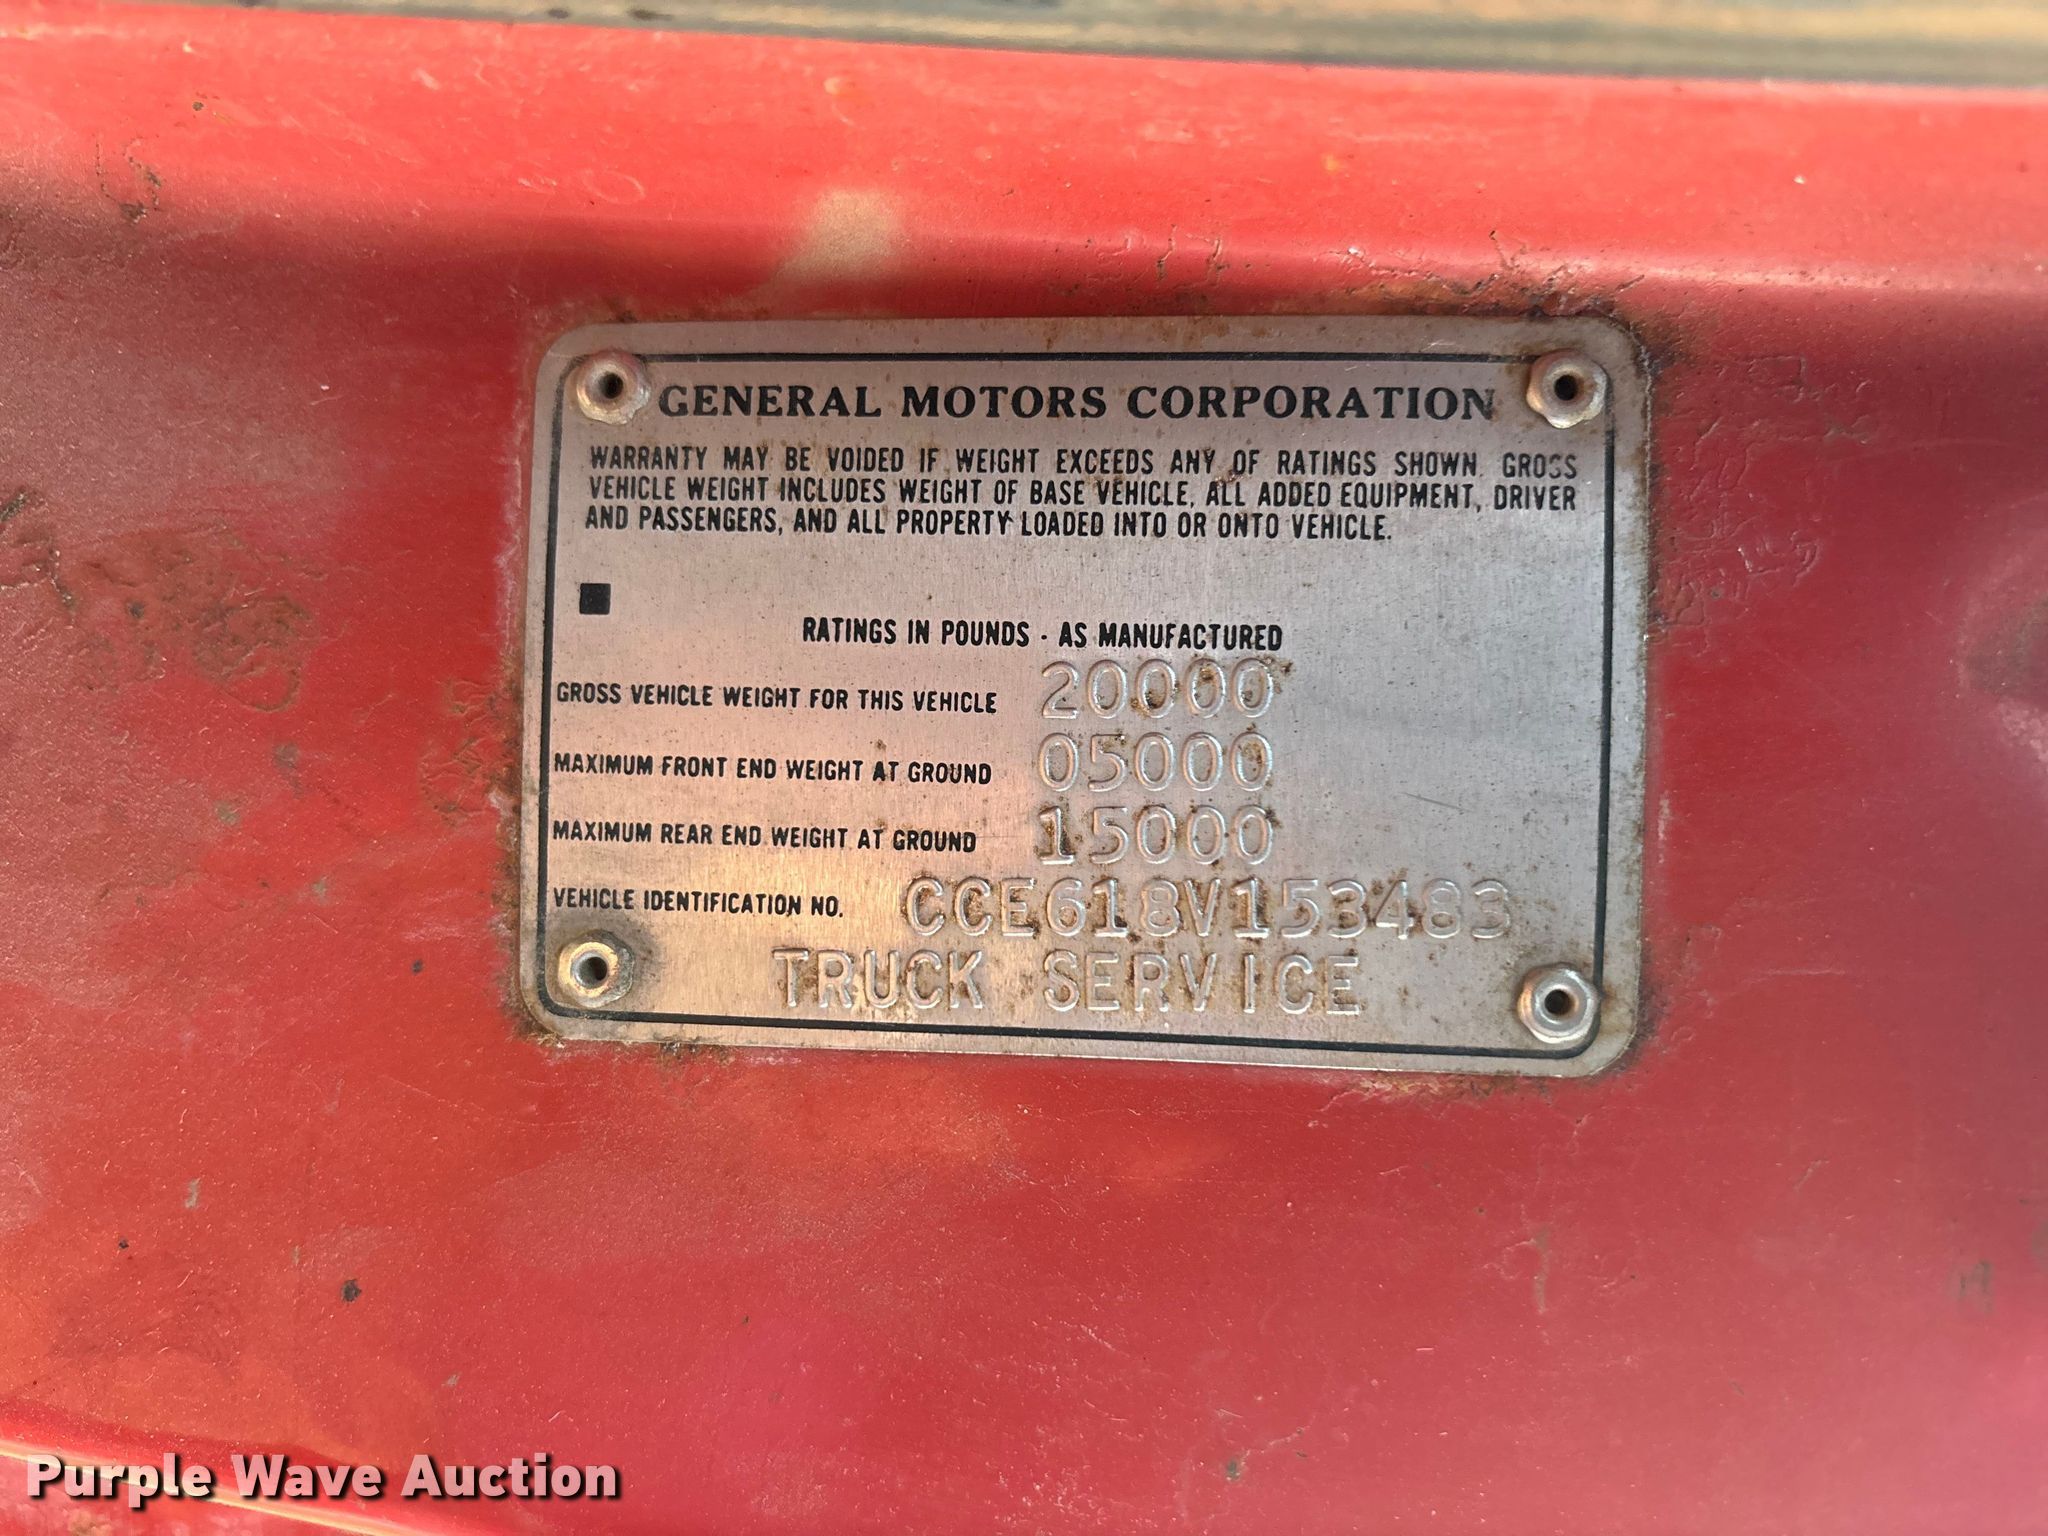 GENERAL MOTORS CORPORATION
WARRANTY MAY BE VOIDED IF WEIGHT EXCEEDS ANY OF RATINGS SHOWN. GROSS
VEHICLE WEIGHT INCLUDES WEIGHT OF BASE VEHICLE, ALL ADDED EQUIPMENT, DRIVER
AND PASSENGERS, AND ALL PROPERTY LOADED INTO OR ONTO VEHICLE.
RATINGS IN POUNDS - AS MANUFACTURED
GROSS VEHICLE WEIGHT FOR THIS VEHICLE 20000
MAXIMUM FRONT END WEIGHT AT GROUND 05000
MAXIMUM REAR END WEIGHT AT GROUND 15000
VEHICLE IDENTIFICATION NO. CCE618V153483
TRUCK SERVICE
Purple Wave Auction